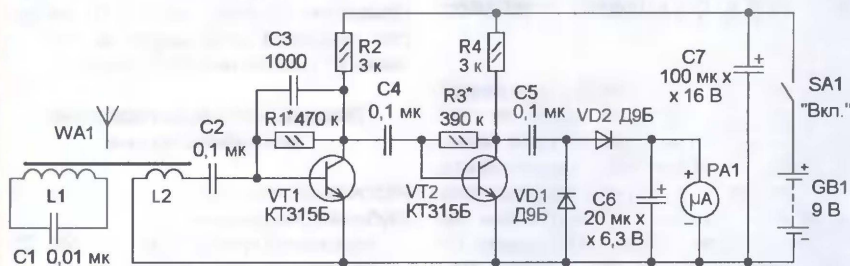 C3
1000
R2
3 к
R4
3 к
C7
100 мк х
х 16 В
SA1
"Вкл."
WA1
C2
0,1 мк
R1*470 к
C4
0,1 мк
R3*
390 к
C5
0,1 мк
VD2 Д9Б
L1
L2
VT1
КТ315Б
VT2
КТ315Б
VD1
Д9Б
C6
20 мк х
х 6,3 В
+
PA1
μA
−
+
GB1
9 В
−
C1 0,01 мк